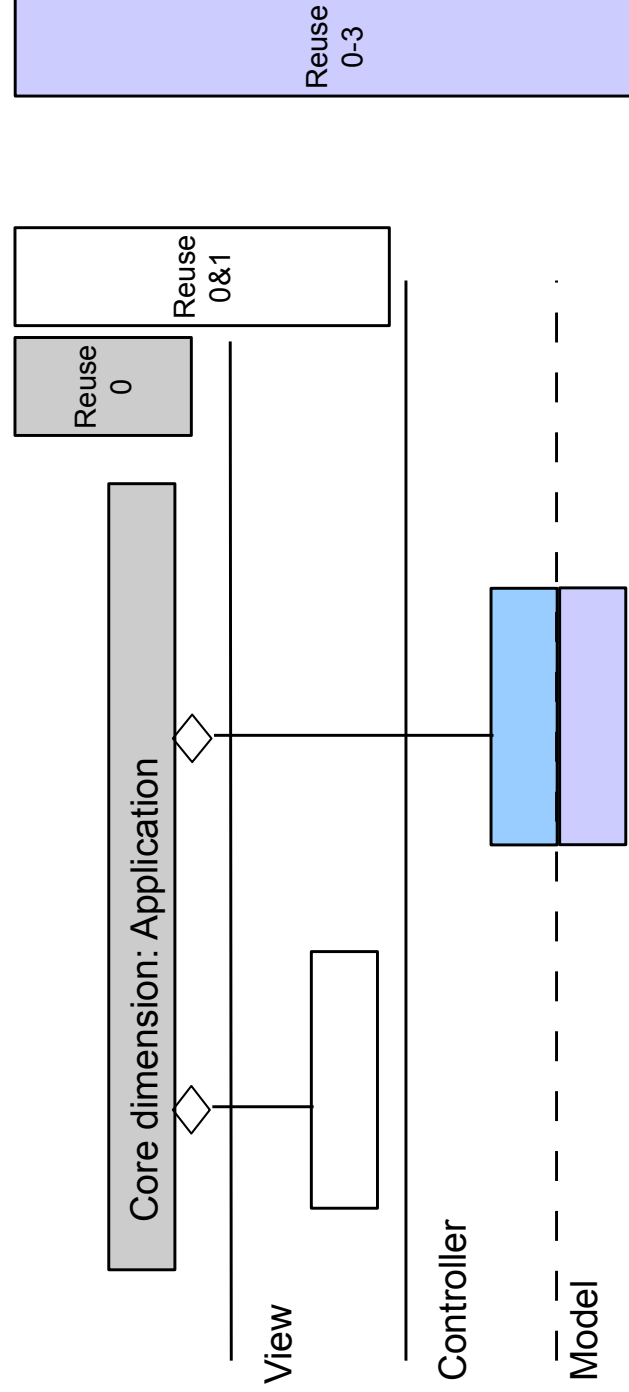 Core dimension: Application
View
Controller
Model
Reuse
0
Reuse
0&1
Reuse
0-3